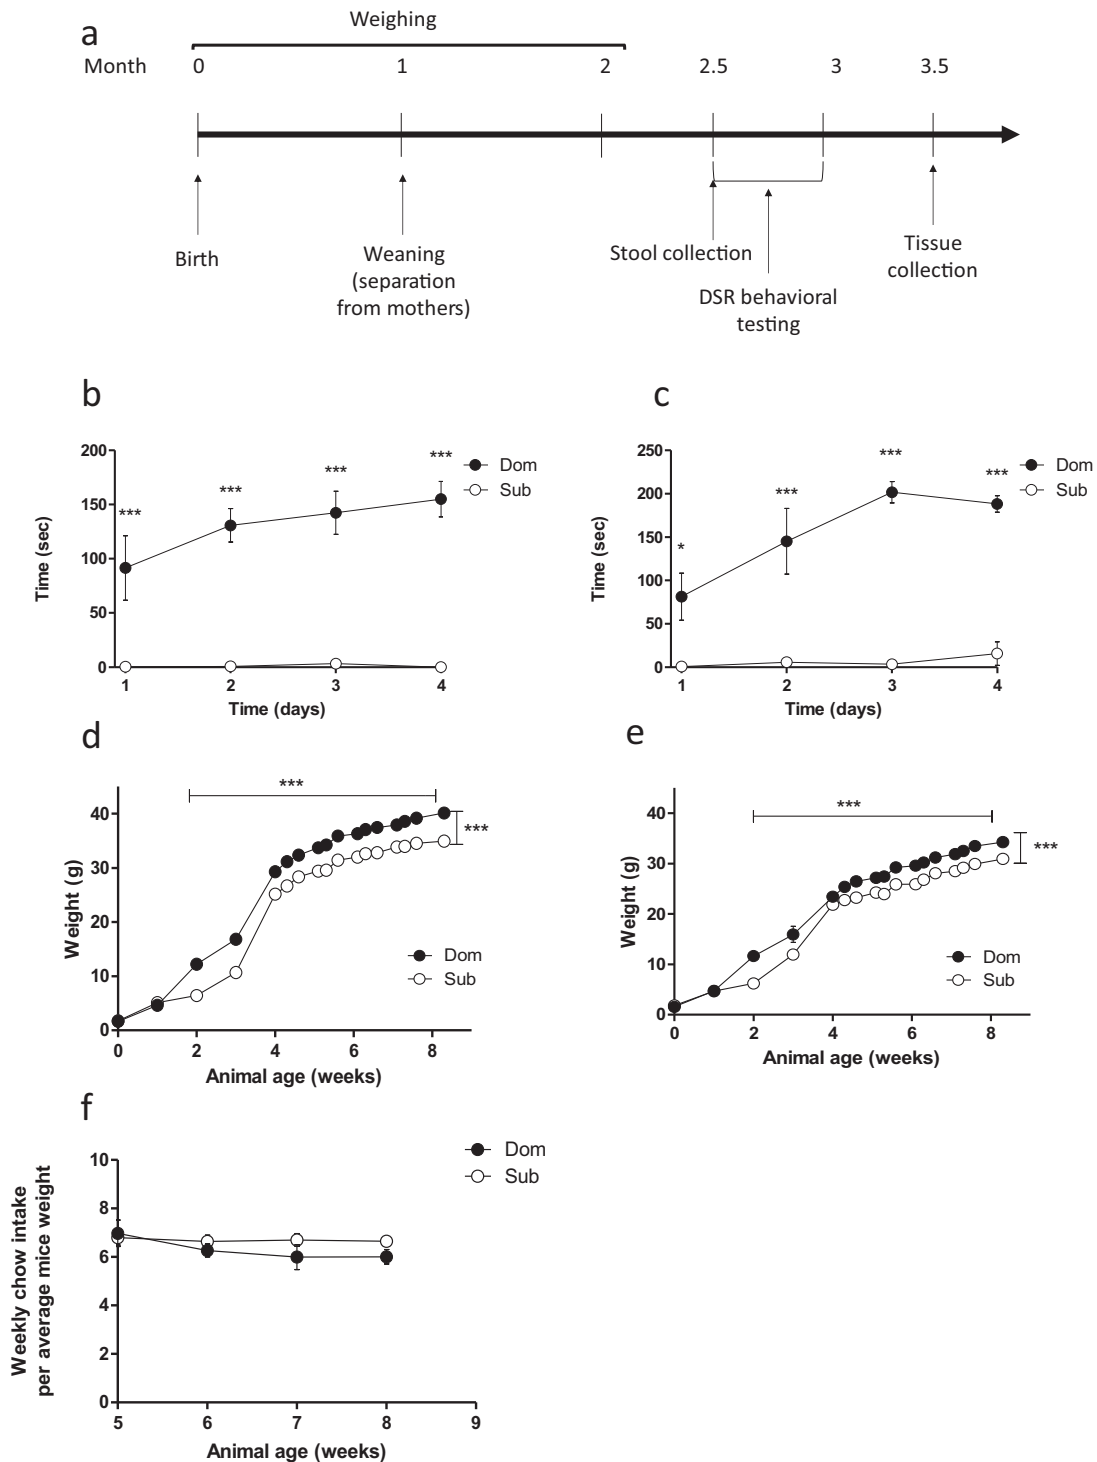 a
Weighing
Month 0 1 2 2.5 3 3.5
Birth
Weaning
(separation
from mothers)
Stool collection
DSR behavioral
testing
Tissue
collection
b
200
150
100
50
0
Time (sec)
*** *** *** ***
Dom
Sub
1 2 3 4
Time (days)
c
250
200
150
100
50
0
Time (sec)
* *** *** ***
Dom
Sub
1 2 3 4
Time (days)
d
***
***
40
30
20
10
0
Weight (g)
Dom
Sub
0 2 4 6 8
Animal age (weeks)
e
***
***
40
30
20
10
0
Weight (g)
Dom
Sub
0 2 4 6 8
Animal age (weeks)
f
Dom
Sub
10
8
6
4
2
0
Weekly chow intake
per average mice weight
5 6 7 8 9
Animal age (weeks)